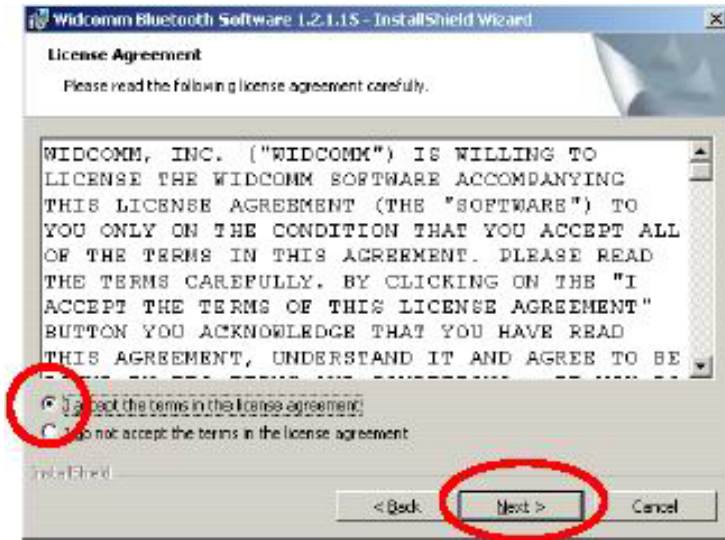 Widcomm Bluetooth Software 1.2.1.15 - InstallShield Wizard
License Agreement
Please read the following license agreement carefully.
WIDCOMM, INC. ("WIDCOMM") IS WILLING TO
LICENSE THE WIDCOMM SOFTWARE ACCOMPANYING
THIS LICENSE AGREEMENT (THE "SOFTWARE") TO
YOU ONLY ON THE CONDITION THAT YOU ACCEPT ALL
OF THE TERMS IN THIS AGREEMENT. PLEASE READ
THE TERMS CAREFULLY. BY CLICKING ON THE "I
ACCEPT THE TERMS OF THIS LICENSE AGREEMENT"
BUTTON YOU ACKNOWLEDGE THAT YOU HAVE READ
THIS AGREEMENT, UNDERSTAND IT AND AGREE TO BE
I accept the terms in the license agreement
I do not accept the terms in the license agreement
InstallShield
< Back
Next >
Cancel